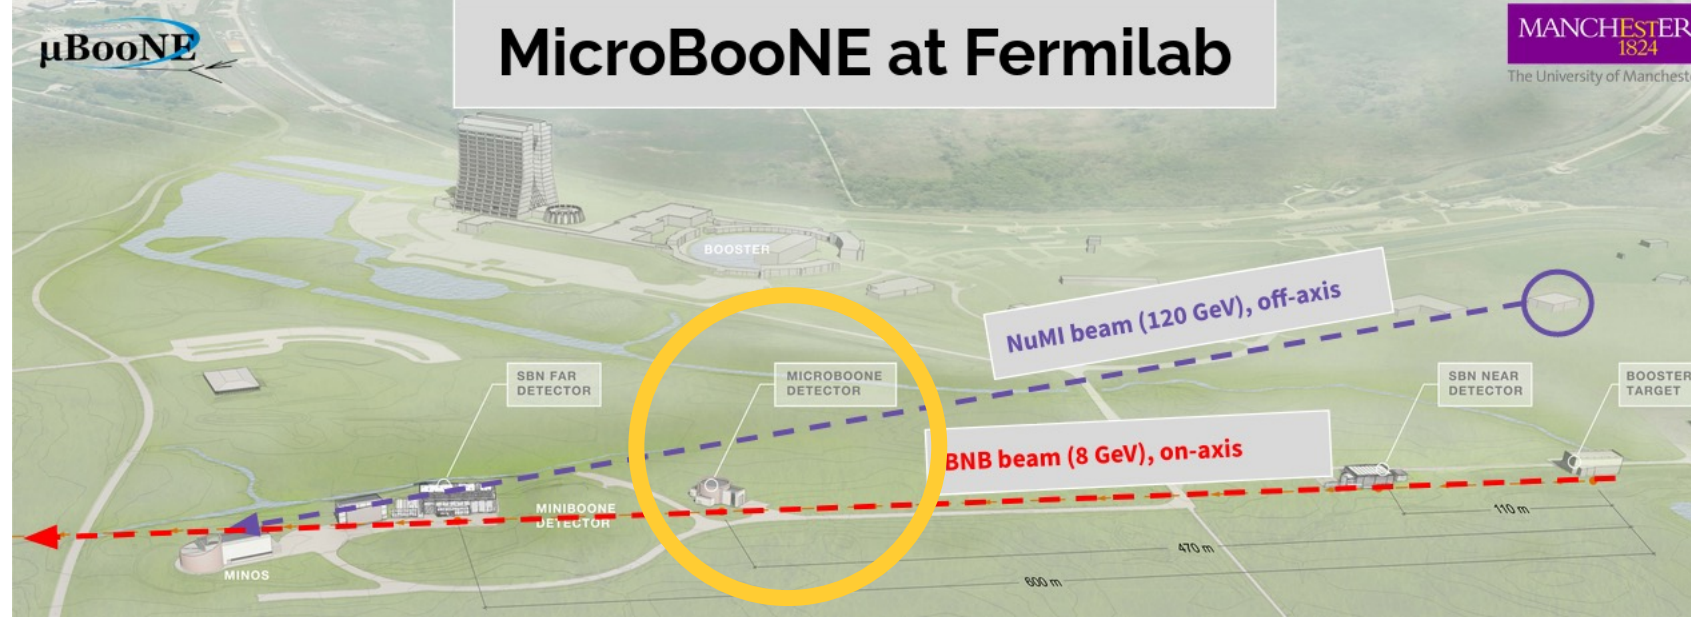 µBooNE
MicroBooNE at Fermilab
MANCHESTER
1824
The University of Manchest
BOOSTER
NuMI beam (120 GeV), off-axis
SBN FAR
DETECTOR
MICROBOONE
DETECTOR
SBN NEAR
DETECTOR
BOOSTER
TARGET
BNB beam (8 GeV), on-axis
MINIBOONE
DETECTOR
110 m
470 m
600 m
MINOS